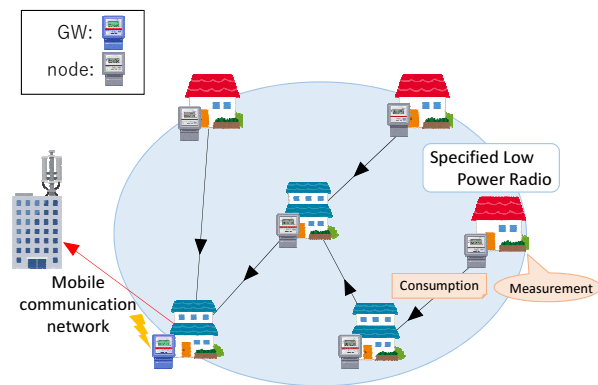 GW:
node:
Specified Low
Power Radio
Consumption
Measurement
Mobile
communication
network